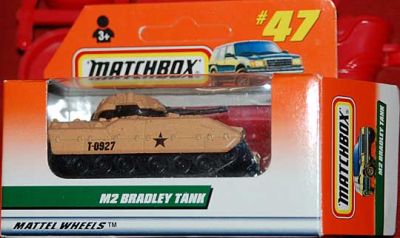 #47
3+
MATCHBOX
T-0927
M2 BRADLEY TANK
MATTEL WHEELS™
MATCHBOX
M2 BRADLEY TANK